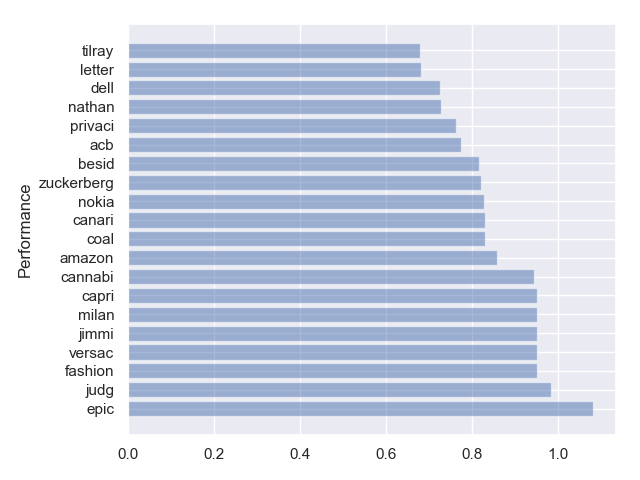 tilray
letter
dell
nathan
privaci
acb
besid
zuckerberg
nokia
canari
coal
amazon
cannabi
capri
milan
jimmi
versac
fashion
judg
epic
Performance
0.0 0.2 0.4 0.6 0.8 1.0